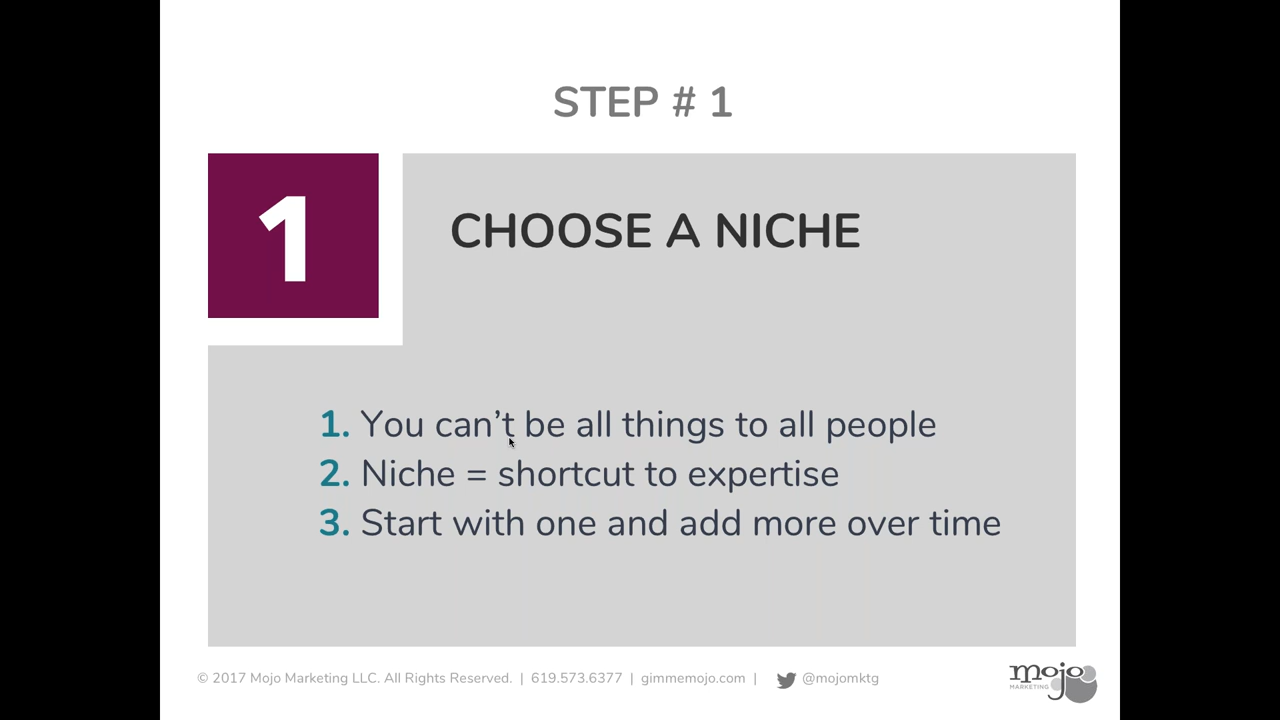 STEP # 1
1
CHOOSE A NICHE
1. You can’t be all things to all people
2. Niche = shortcut to expertise
3. Start with one and add more over time
© 2017 Mojo Marketing LLC. All Rights Reserved. | 619.573.6377 | gimmemojo.com | @mojomktg
mojo
MARKETING